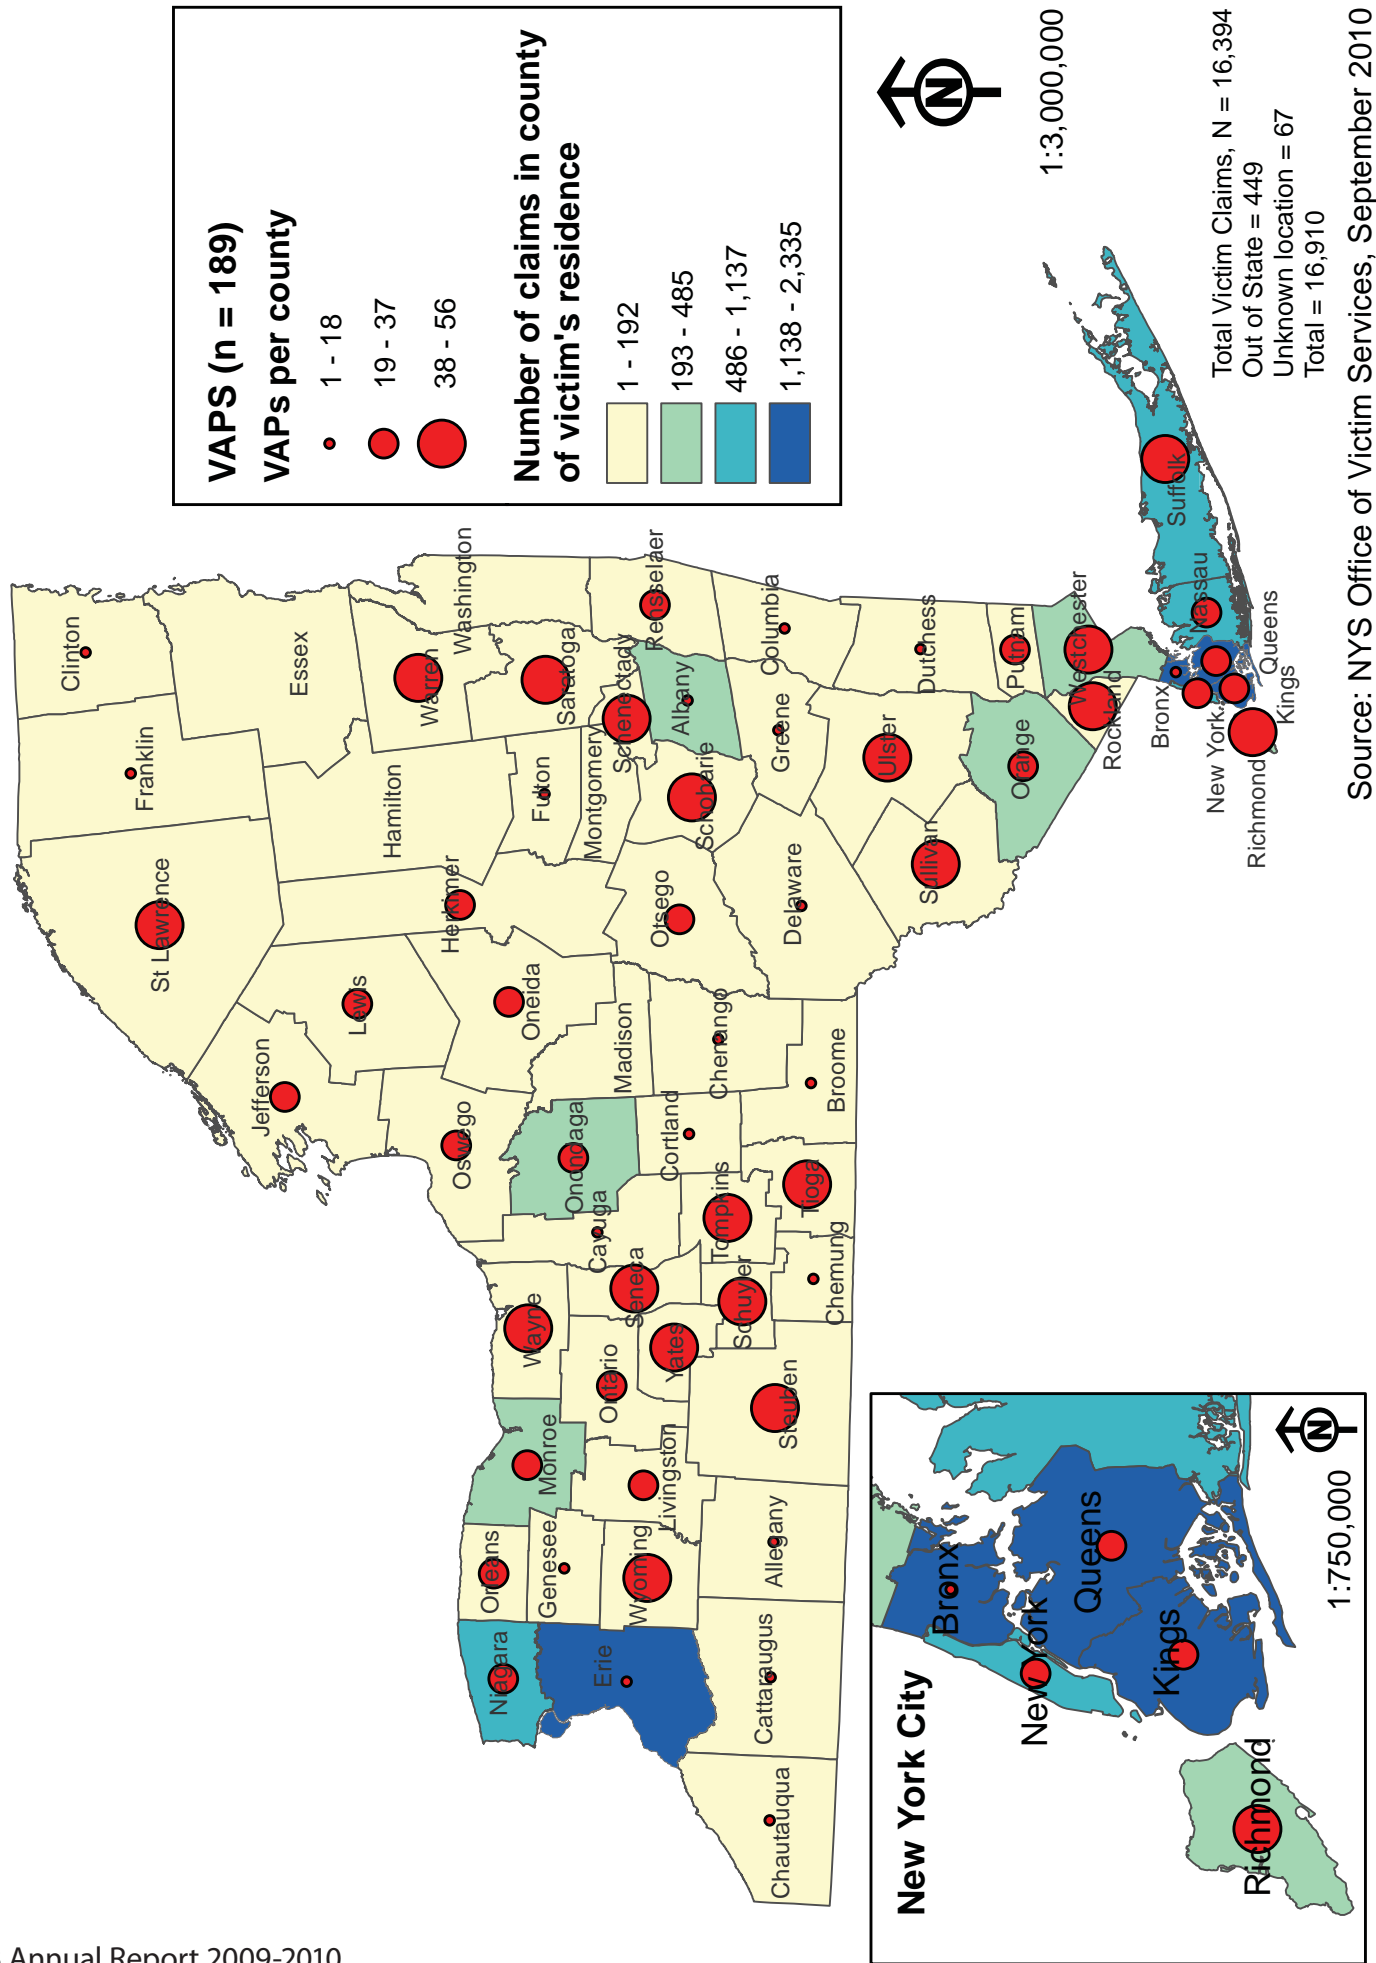 Annual Report 2009-2010
VAPS (n = 189)
VAPs per county
1 - 18
19 - 37
38 - 56
Number of claims in county
of victim's residence
1 - 192
193 - 485
486 - 1,137
1,138 - 2,335
N
1:3,000,000
Clinton
Franklin
St Lawrence
Essex
Hamilton
Jefferson
Lewis
Herkimer
Warren
Washington
Oswego
Oneida
Fulton
Saratoga
Montgomery
Schenectady
Rensselaer
Niagara
Orleans
Monroe
Wayne
Genesee
Onondaga
Cayuga
Madison
Erie
Wyoming
Livingston
Ontario
Seneca
Yates
Otsego
Schoharie
Albany
Cortland
Chenango
Tompkins
Schuyler
Greene
Columbia
Chautauqua
Cattaraugus
Allegany
Steuben
Chemung
Tioga
Broome
Delaware
Ulster
Dutchess
Sullivan
Orange
Putnam
Westchester
Rockland
Bronx
New York
Richmond
Kings
Queens
Nassau
Suffolk
New York City
Bronx
New York
Queens
Kings
Richmond
N
1:750,000
Total Victim Claims, N = 16,394
Out of State = 449
Unknown location = 67
Total = 16,910
Source: NYS Office of Victim Services, September 2010